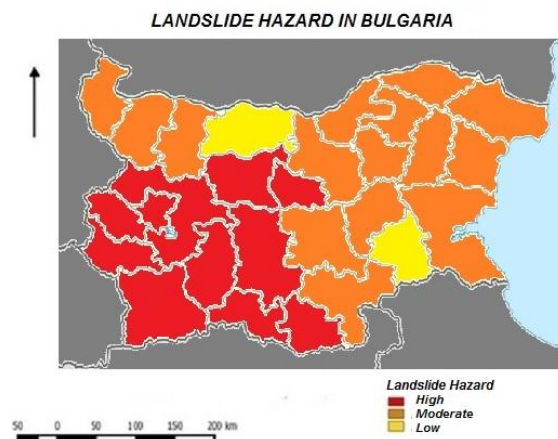 LANDSLIDE HAZARD IN BULGARIA
Landslide Hazard
High
Moderate
Low
50 0 50 100 150 200 km